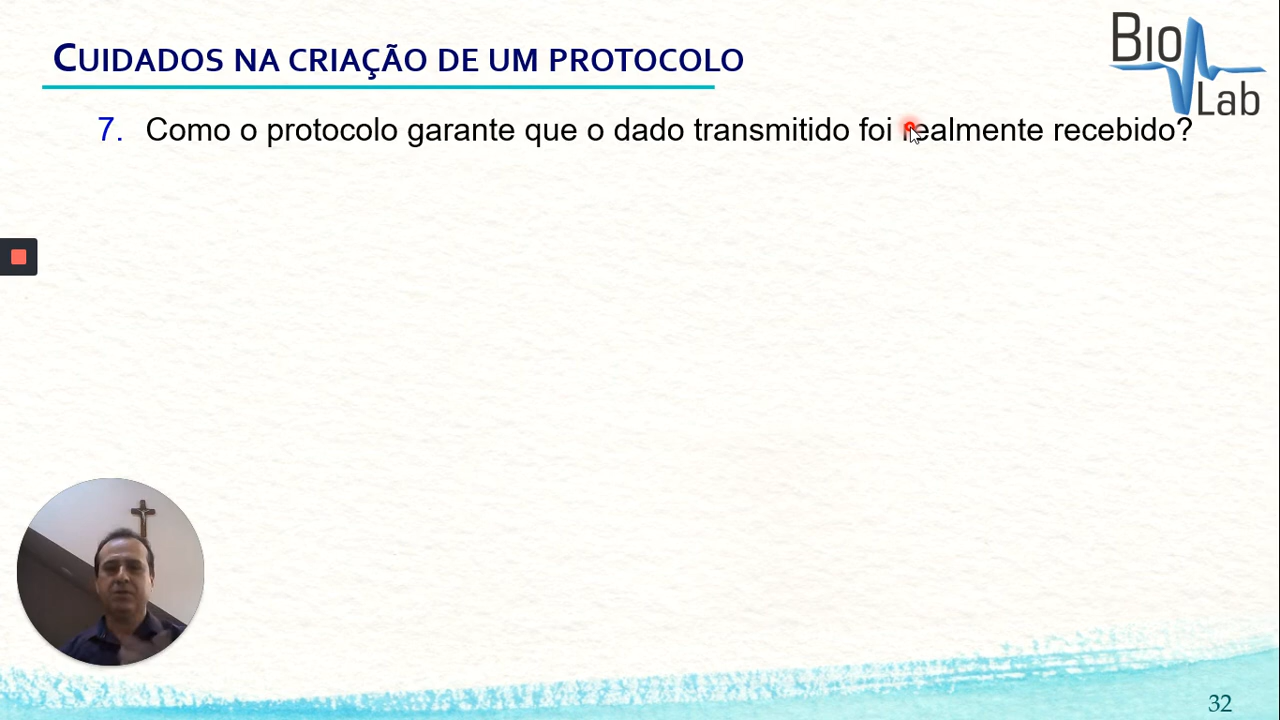 CUIDADOS NA CRIAÇÃO DE UM PROTOCOLO
Bio
Lab
7. Como o protocolo garante que o dado transmitido foi realmente recebido?
32